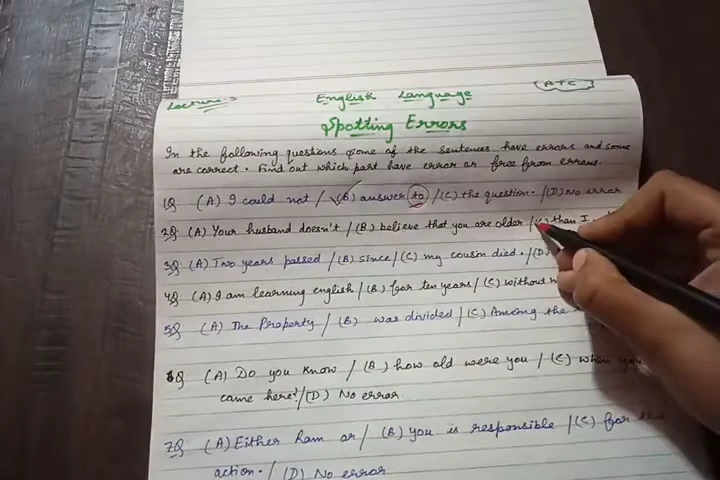 Lecture:-
English Language
ATC
Spotting Errors
In the following questions some of the sentences have errors and some
are correct. Find out which part have error or free from errors.
1Q (A) I could not / (B) answer to / (C) the question. / (D) No error
2Q (A) Your husband doesn't / (B) believe that you are older / (C) than I
3Q (A) Two years passed / (B) since / (C) my cousin died. / (D)
4Q (A) I am learning english / (B) for ten years / (C) without
5Q (A) The Property / (B) was divided / (C) Among the
6Q (A) Do you know / (B) how old were you / (C) when you
came here? / (D) No error
7Q (A) Either Ram or / (B) you is responsible / (C) for the
action. / (D) No error